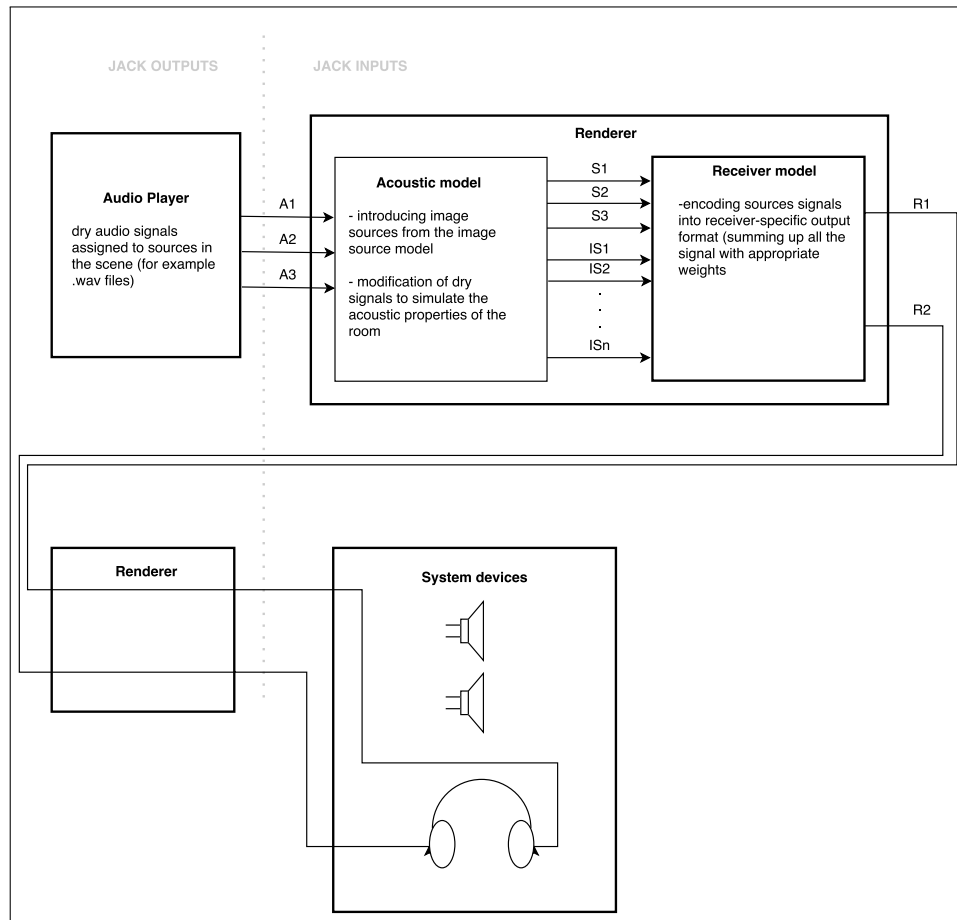 JACK OUTPUTS
JACK INPUTS
Audio Player
dry audio signals
assigned to sources in
the scene (for example
.wav files)
A1
A2
A3
Renderer
Acoustic model
- introducing image
sources from the image
source model
- modification of dry
signals to simulate the
acoustic properties of the
room
S1
S2
S3
IS1
IS2
.
.
.
.
ISn
Receiver model
-encoding sources signals
into receiver-specific output
format (summing up all the
signal with appropriate
weights
R1
R2
Renderer
System devices